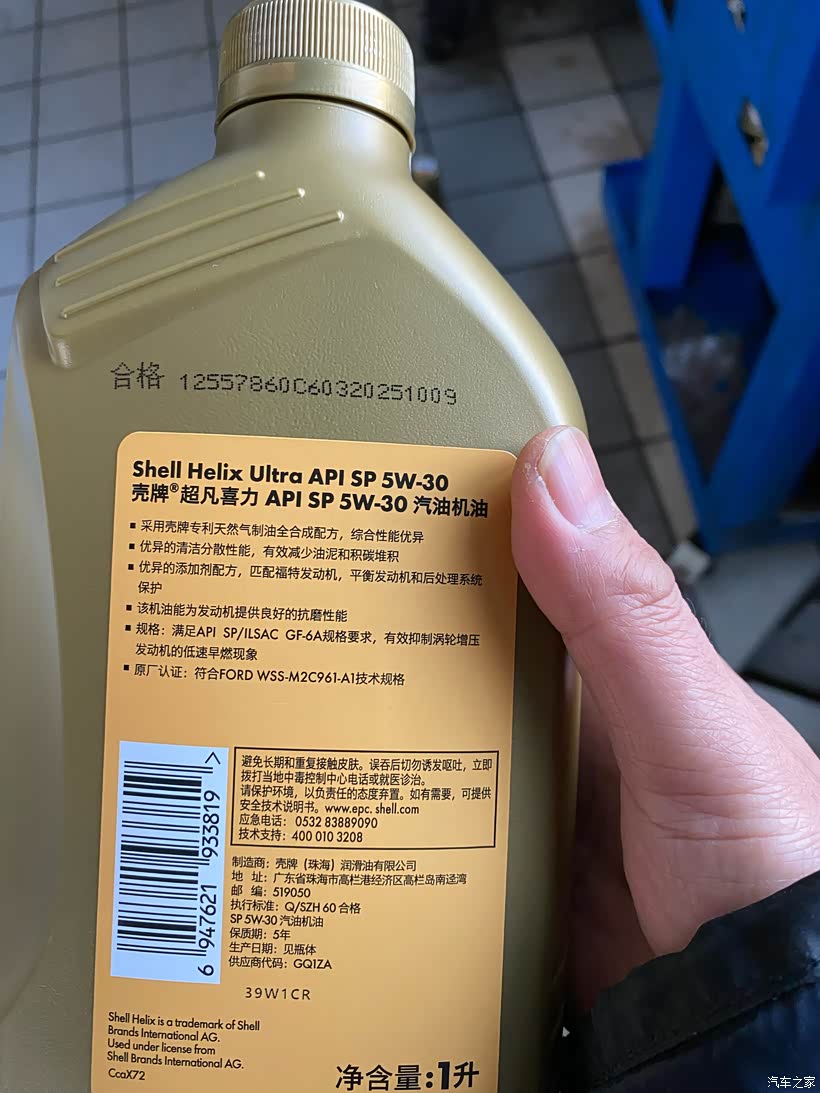 合格 12557860C60320251009
Shell Helix Ultra API SP 5W-30
壳牌®超凡喜力 API SP 5W-30 汽油机油
▪ 采用壳牌专利天然气制油全合成配方，综合性能优异
▪ 优异的清洁分散性能，有效减少油泥和积碳堆积
▪ 优异的添加剂配方，匹配福特发动机，平衡发动机和后处理系统
保护
▪ 该机油能为发动机提供良好的抗磨性能
▪ 规格：满足API SP/ILSAC GF-6A规格要求，有效抑制涡轮增压
发动机的低速早燃现象
▪ 原厂认证：符合FORD WSS-M2C961-A1技术规格
6 947621 933819 >
避免长期和重复接触皮肤。误吞后切勿诱发呕吐，立即
拨打当地中毒控制中心电话或就医诊治。
请保护环境，以负责任的态度弃置。如有需要，可提供
安全技术说明书。www.epc.shell.com
应急电话： 0532 83889090
技术支持：400 010 3208
制造商：壳牌（珠海）润滑油有限公司
地 址：广东省珠海市高栏港经济区高栏岛南迳湾
邮 编：519050
执行标准：Q/SZH 60 合格
SP 5W-30 汽油机油
保质期：5年
生产日期：见瓶体
供应商代码：GQ1ZA
39W1CR
Shell Helix is a trademark of Shell
Brands International AG.
Used under license from
Shell Brands International AG.
CcaX72
净含量:1升
汽车之家